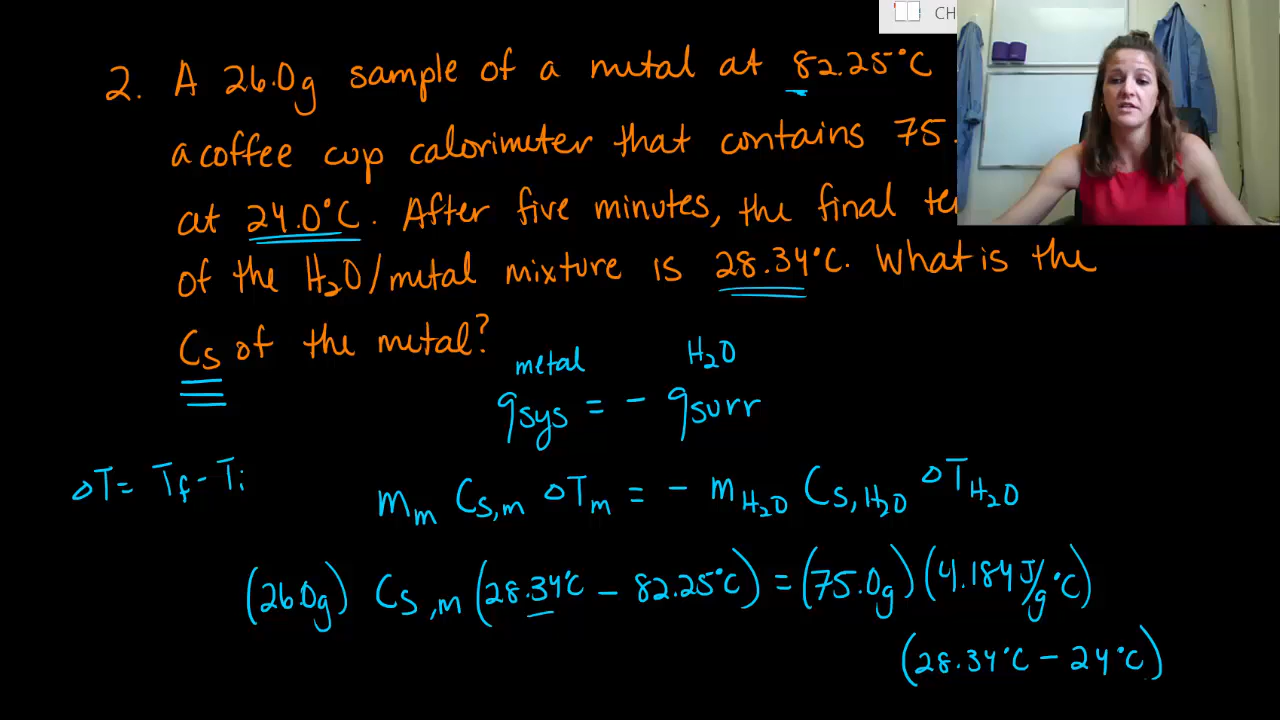 CH
2. A 26.0g sample of a metal at 82.25°C
a coffee cup calorimeter that contains 75.
at 24.0°C. After five minutes, the final te
of the H₂O/metal mixture is 28.34°C. What is the
Cs of the metal?
metal H₂O
qsys = - qsurr
ΔT = Tf - Ti
mm Cs,m ΔTm = - mH₂O Cs,H₂O ΔTH₂O
(26.0g) Cs,m (28.34°C - 82.25°C) = (75.0g)(4.184J/g°C)
(28.34°C - 24°C)